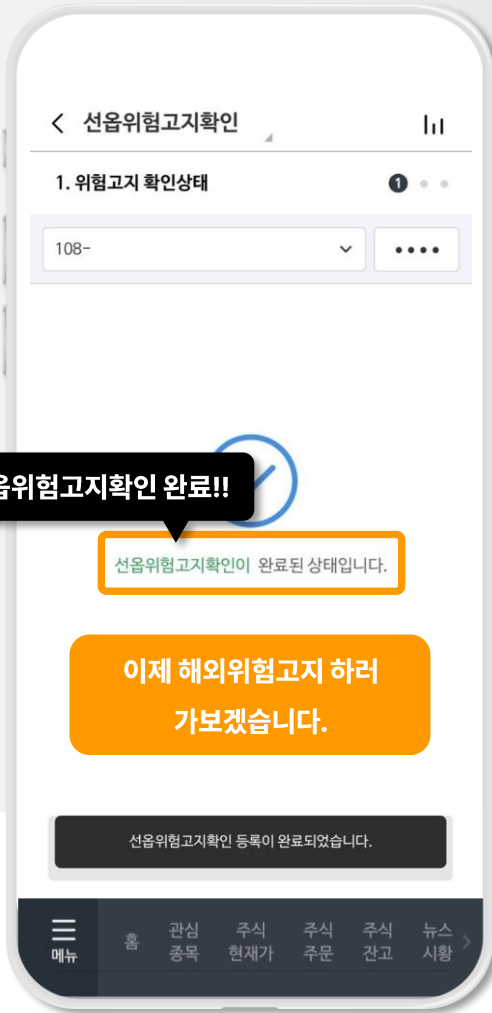 선옵위험고지확인
1. 위험고지 확인상태
1
108-
옵위험고지확인 완료!!
선옵위험고지확인이 완료된 상태입니다.
이제 해외위험고지 하러
가보겠습니다.
선옵위험고지확인 등록이 완료되었습니다.
메뉴
홈
관심
종목
주식
현재가
주식
주문
주식
잔고
뉴스
시황